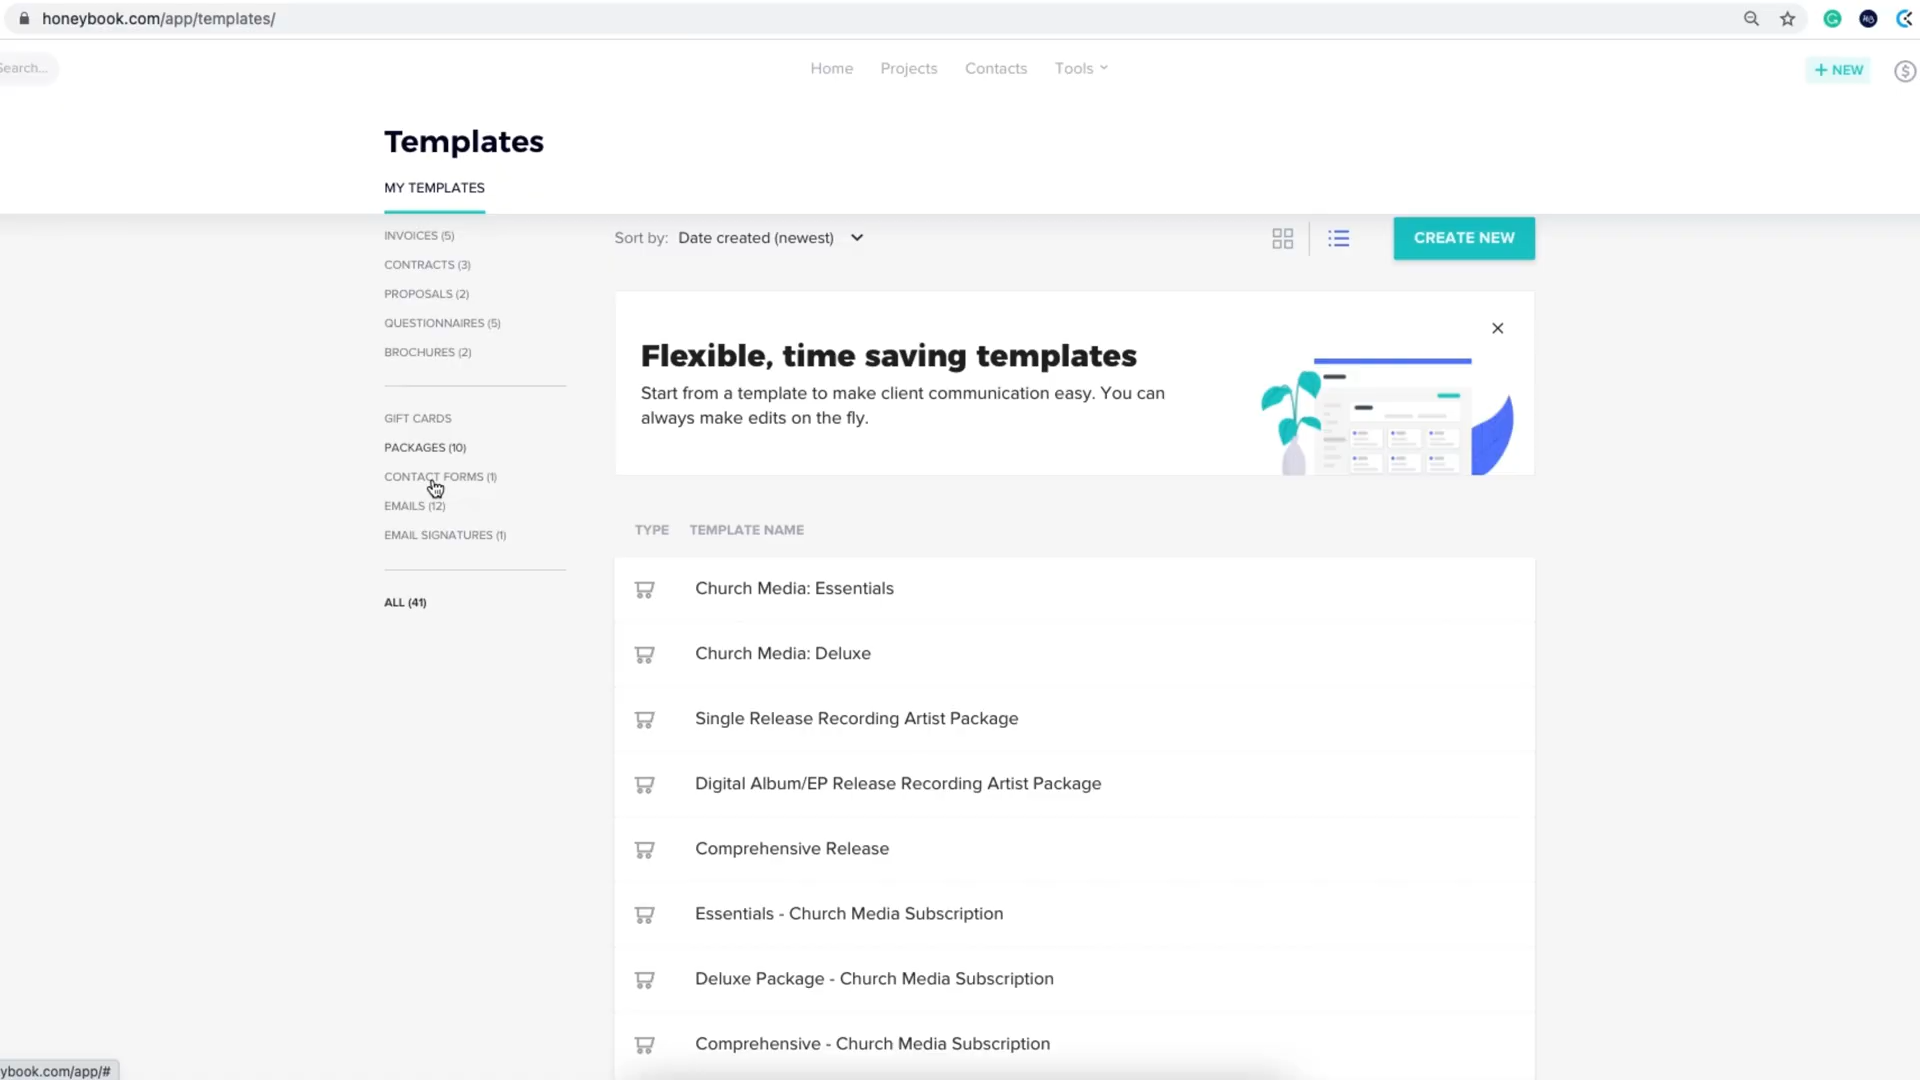 honeybook.com/app/templates/
Search...
Home Projects Contacts Tools
+ NEW
Templates
MY TEMPLATES
INVOICES (5)
CONTRACTS (3)
PROPOSALS (2)
QUESTIONNAIRES (5)
BROCHURES (2)
GIFT CARDS
PACKAGES (10)
CONTACT FORMS (1)
EMAILS (12)
EMAIL SIGNATURES (1)
ALL (41)
Sort by: Date created (newest)
CREATE NEW
Flexible, time saving templates
Start from a template to make client communication easy. You can
always make edits on the fly.
TYPE TEMPLATE NAME
Church Media: Essentials
Church Media: Deluxe
Single Release Recording Artist Package
Digital Album/EP Release Recording Artist Package
Comprehensive Release
Essentials - Church Media Subscription
Deluxe Package - Church Media Subscription
Comprehensive - Church Media Subscription
ybook.com/app/#